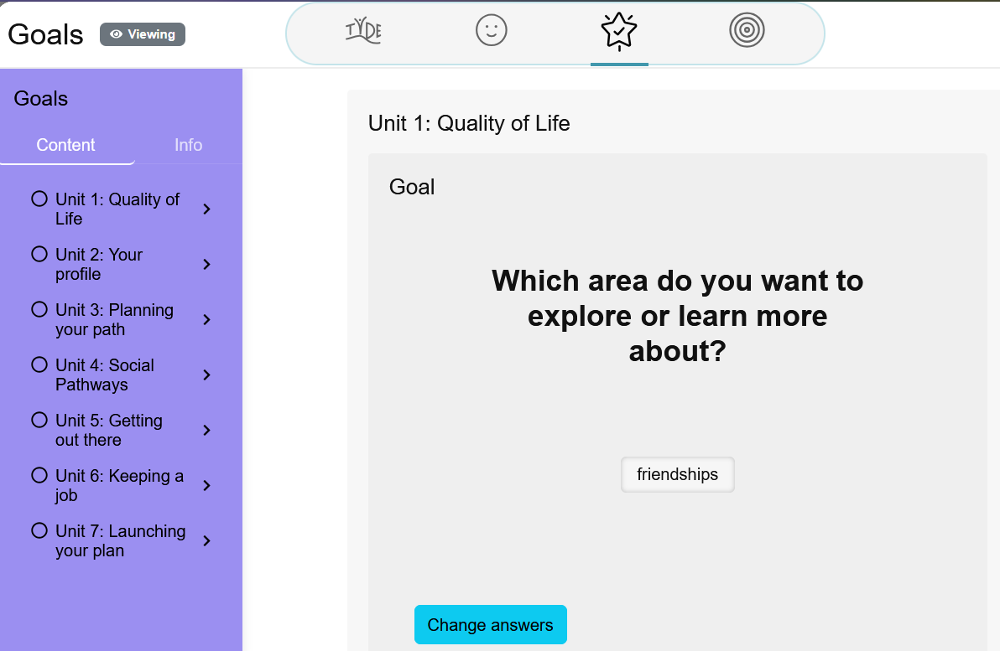 Goals
Viewing
TYDE
Goals
Content
Info
Unit 1: Quality of
Life
Unit 2: Your
profile
Unit 3: Planning
your path
Unit 4: Social
Pathways
Unit 5: Getting
out there
Unit 6: Keeping a
job
Unit 7: Launching
your plan
Unit 1: Quality of Life
Goal
Which area do you want to
explore or learn more
about?
friendships
Change answers